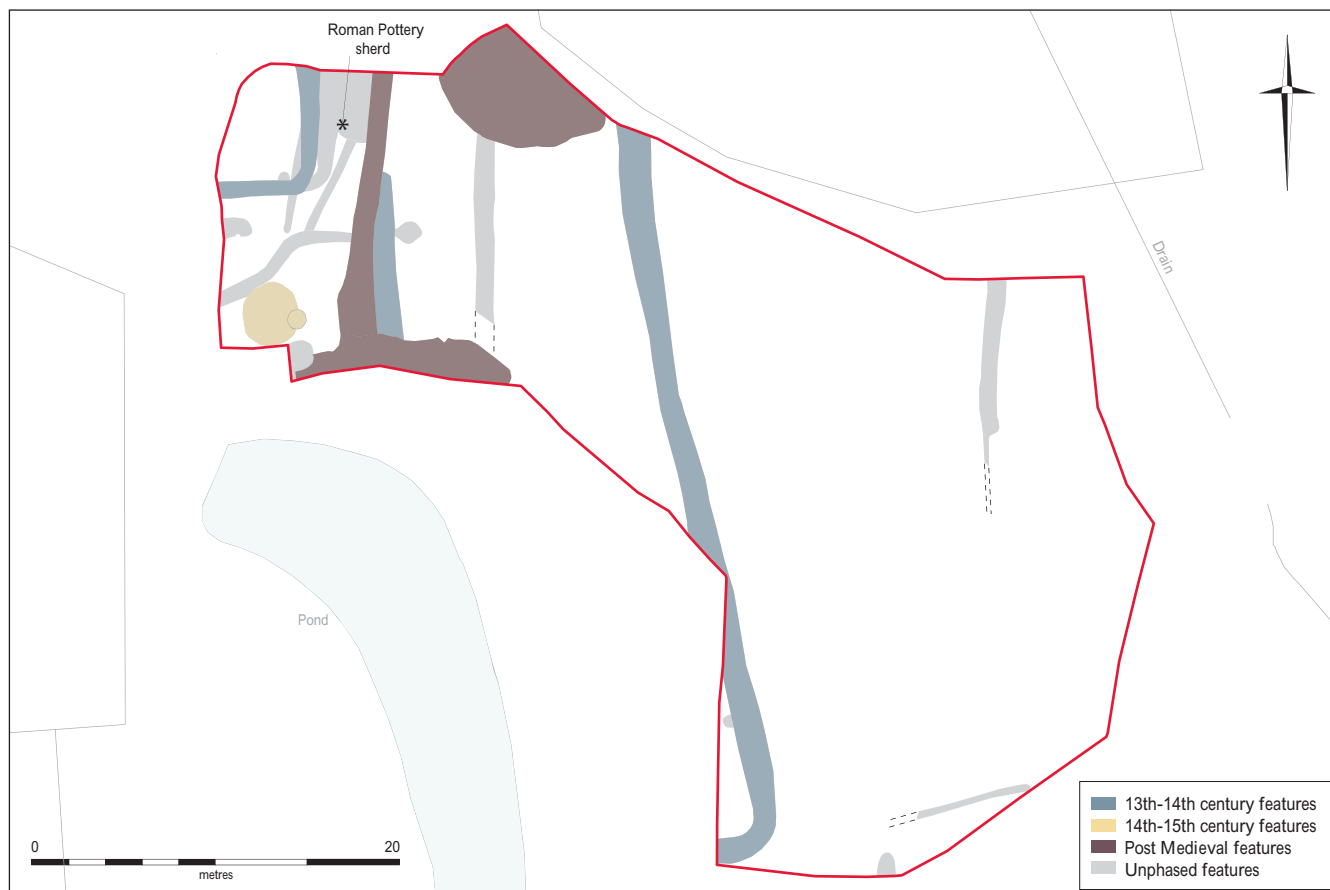 Roman Pottery
sherd
*
Drain
Pond
0 20
metres
13th-14th century features
14th-15th century features
Post Medieval features
Unphased features